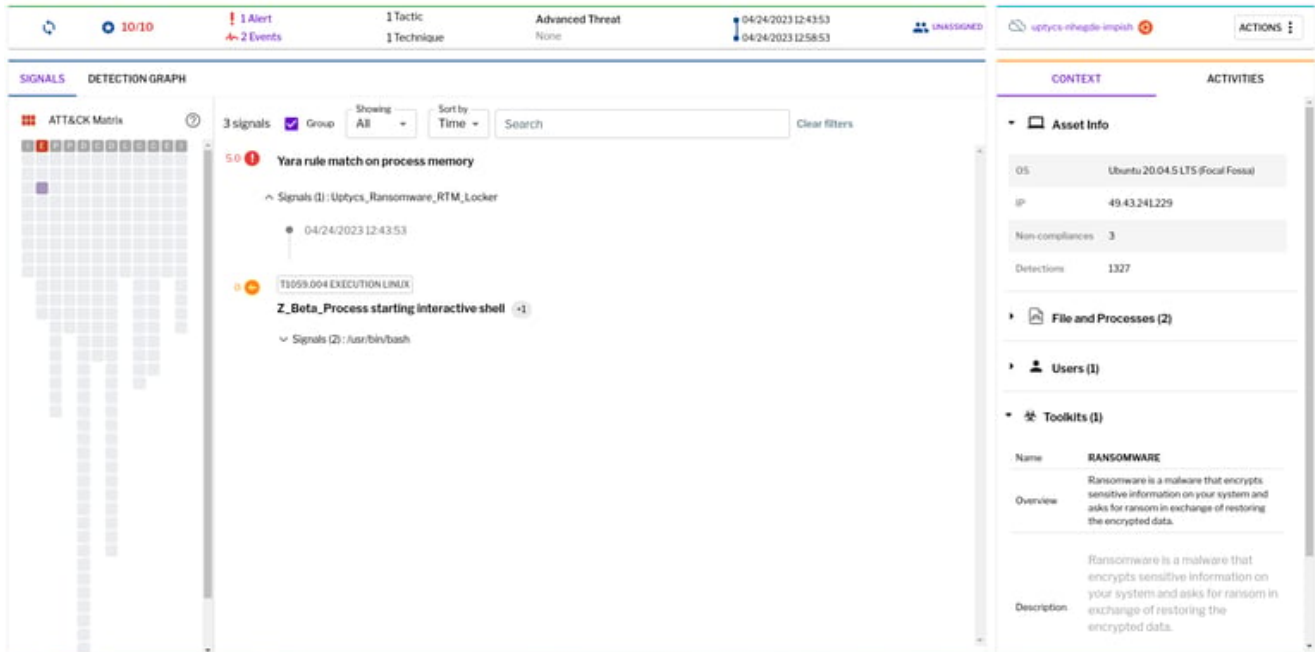 10/10
1 Alert
2 Events
1 Tactic
1 Technique
Advanced Threat
None
04/24/2023 12:43:53
04/24/2023 12:58:53
UNASSIGNED
uptycs-nhegde-impish
ACTIONS
SIGNALS
DETECTION GRAPH
CONTEXT
ACTIVITIES
ATT&CK Matrix
I E P P D C D L C C E I
3 signals
Group
Showing
All
Sort by
Time
Search
Clear filters
5.0
Yara rule match on process memory
Signals (1) : Uptycs_Ransomware_RTM_Locker
04/24/2023 12:43:53
0
T1059.004 EXECUTION LINUX
Z_Beta_Process starting interactive shell +1
Signals (2) : /usr/bin/bash
Asset Info
OS Ubuntu 20.04.5 LTS (Focal Fossa)
IP 49.43.241.229
Non-compliances 3
Detections 1327
File and Processes (2)
Users (1)
Toolkits (1)
Name RANSOMWARE
Overview
Ransomware is a malware that encrypts
sensitive information on your system and
asks for ransom in exchange of restoring
the encrypted data.
Description
Ransomware is a malware that
encrypts sensitive information on
your system and asks for ransom in
exchange of restoring the
encrypted data.